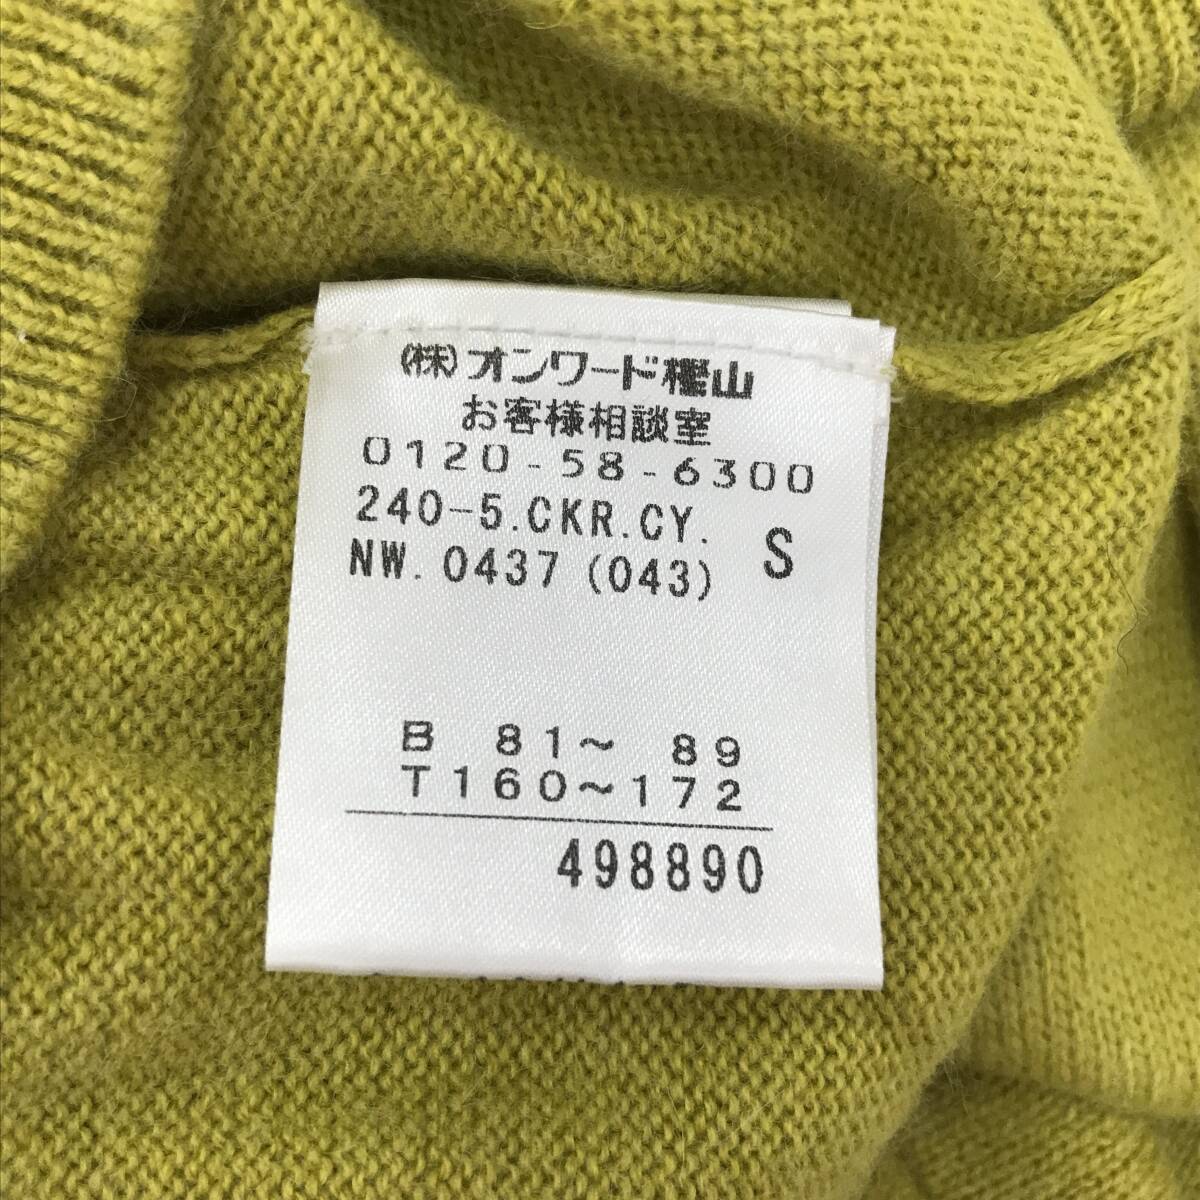 (株)オンワード樫山
お客様相談室
0120-58-6300
240-5.CKR.CY.
NW. 0437 (043) S
B 81~ 89
T160~172
498890